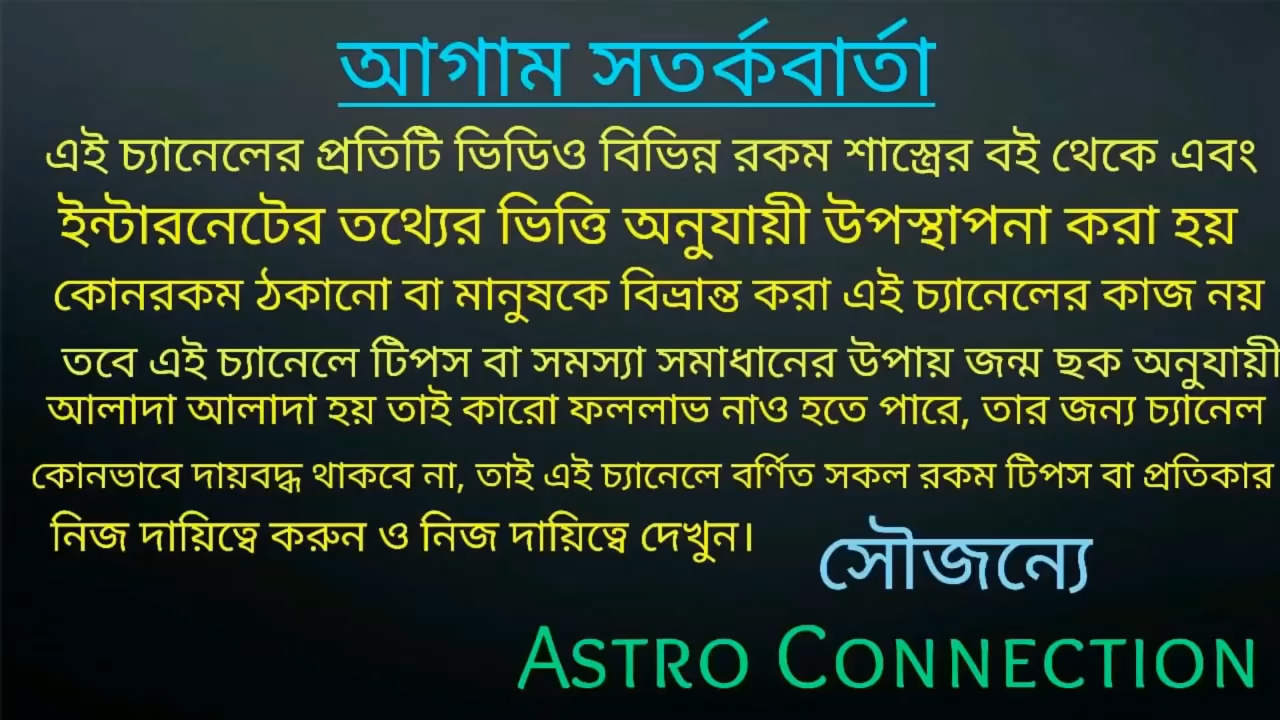 আগাম সতর্কবার্তা
এই চ্যানেলের প্রতিটি ভিডিও বিভিন্ন রকম শাস্ত্রের বই থেকে এবং
ইন্টারনেটের তথ্যের ভিত্তি অনুযায়ী উপস্থাপনা করা হয়
কোনরকম ঠকানো বা মানুষকে বিভ্রান্ত করা এই চ্যানেলের কাজ নয়
তবে এই চ্যানেলে টিপস বা সমস্যা সমাধানের উপায় জন্ম ছক অনুযায়ী
আলাদা আলাদা হয় তাই কারো ফললাভ নাও হতে পারে, তার জন্য চ্যানেল
কোনভাবে দায়বদ্ধ থাকবে না, তাই এই চ্যানেলে বর্ণিত সকল রকম টিপস বা প্রতিকার
নিজ দায়িত্বে করুন ও নিজ দায়িত্বে দেখুন।
সৌজন্যে
ASTRO CONNECTION